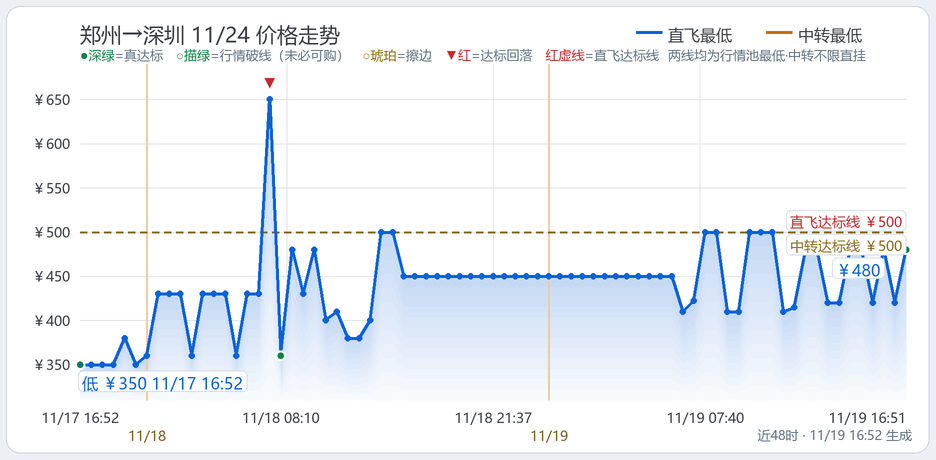 郑州→深圳 11/24 价格走势
直飞最低 中转最低
●深绿=真达标 ○描绿=行情破线（未必可购） ○琥珀=擦边 ▼红=达标回落 红虚线=直飞达标线 两线均为行情池最低·中转不限直挂
¥650
¥600
¥550
¥500
¥450
¥400
¥350
直飞达标线 ¥500
中转达标线 ¥500
¥480
低 ¥350 11/17 16:52
11/17 16:52 11/18 08:10 11/18 21:37 11/19 07:40 11/19 16:51
11/18 11/19
近48时 · 11/19 16:52 生成